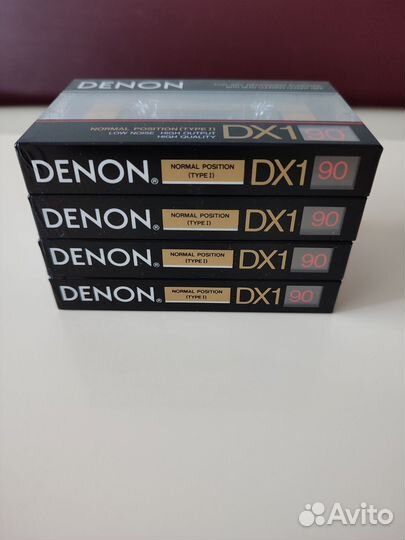 DENON
NORMAL POSITION (TYPE I)
LOW NOISE HIGH OUTPUT
HIGH QUALITY
DX1 90
DENON® NORMAL POSITION (TYPE I) DX1 90
DENON® NORMAL POSITION (TYPE I) DX1 90
DENON® NORMAL POSITION (TYPE I) DX1 90
DENON® NORMAL POSITION (TYPE I) DX1 90
Avito